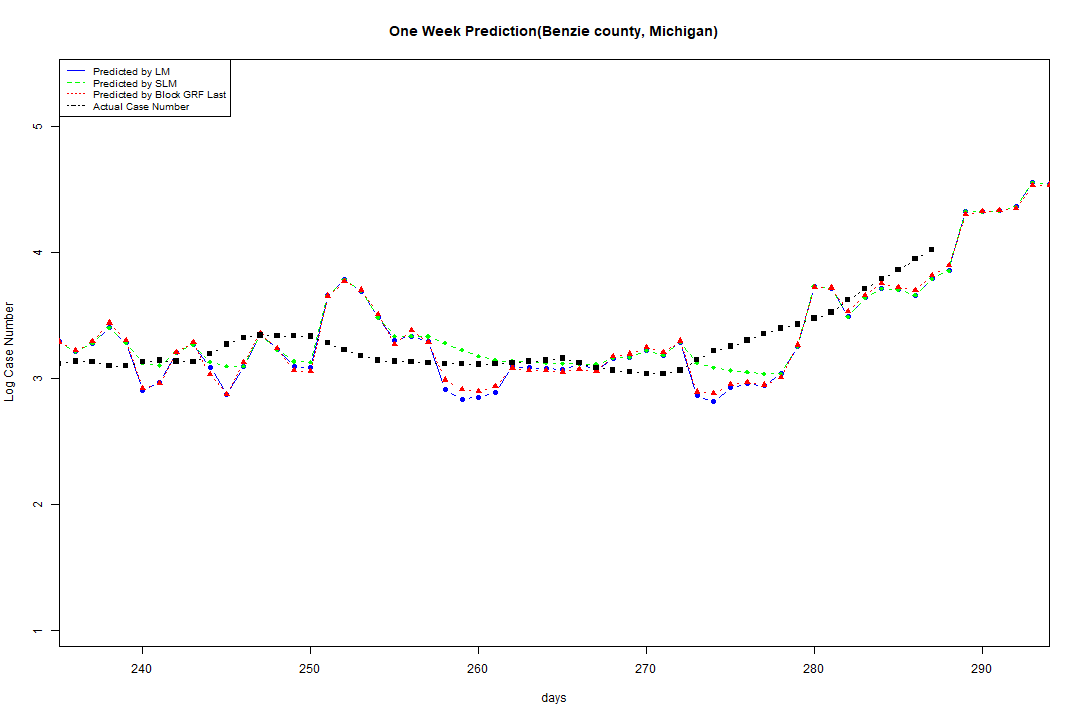 One Week Prediction(Benzie county, Michigan)
Predicted by LM
Predicted by SLM
Predicted by Block GRF Last
Actual Case Number
5
4
3
2
1
Log Case Number
240 250 260 270 280 290
days